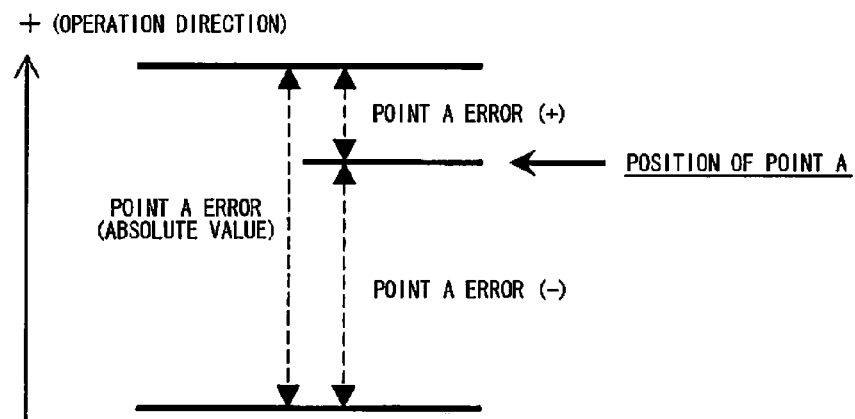 + (OPERATION DIRECTION)
POINT A ERROR (+)
POSITION OF POINT A
POINT A ERROR
(ABSOLUTE VALUE)
POINT A ERROR (-)